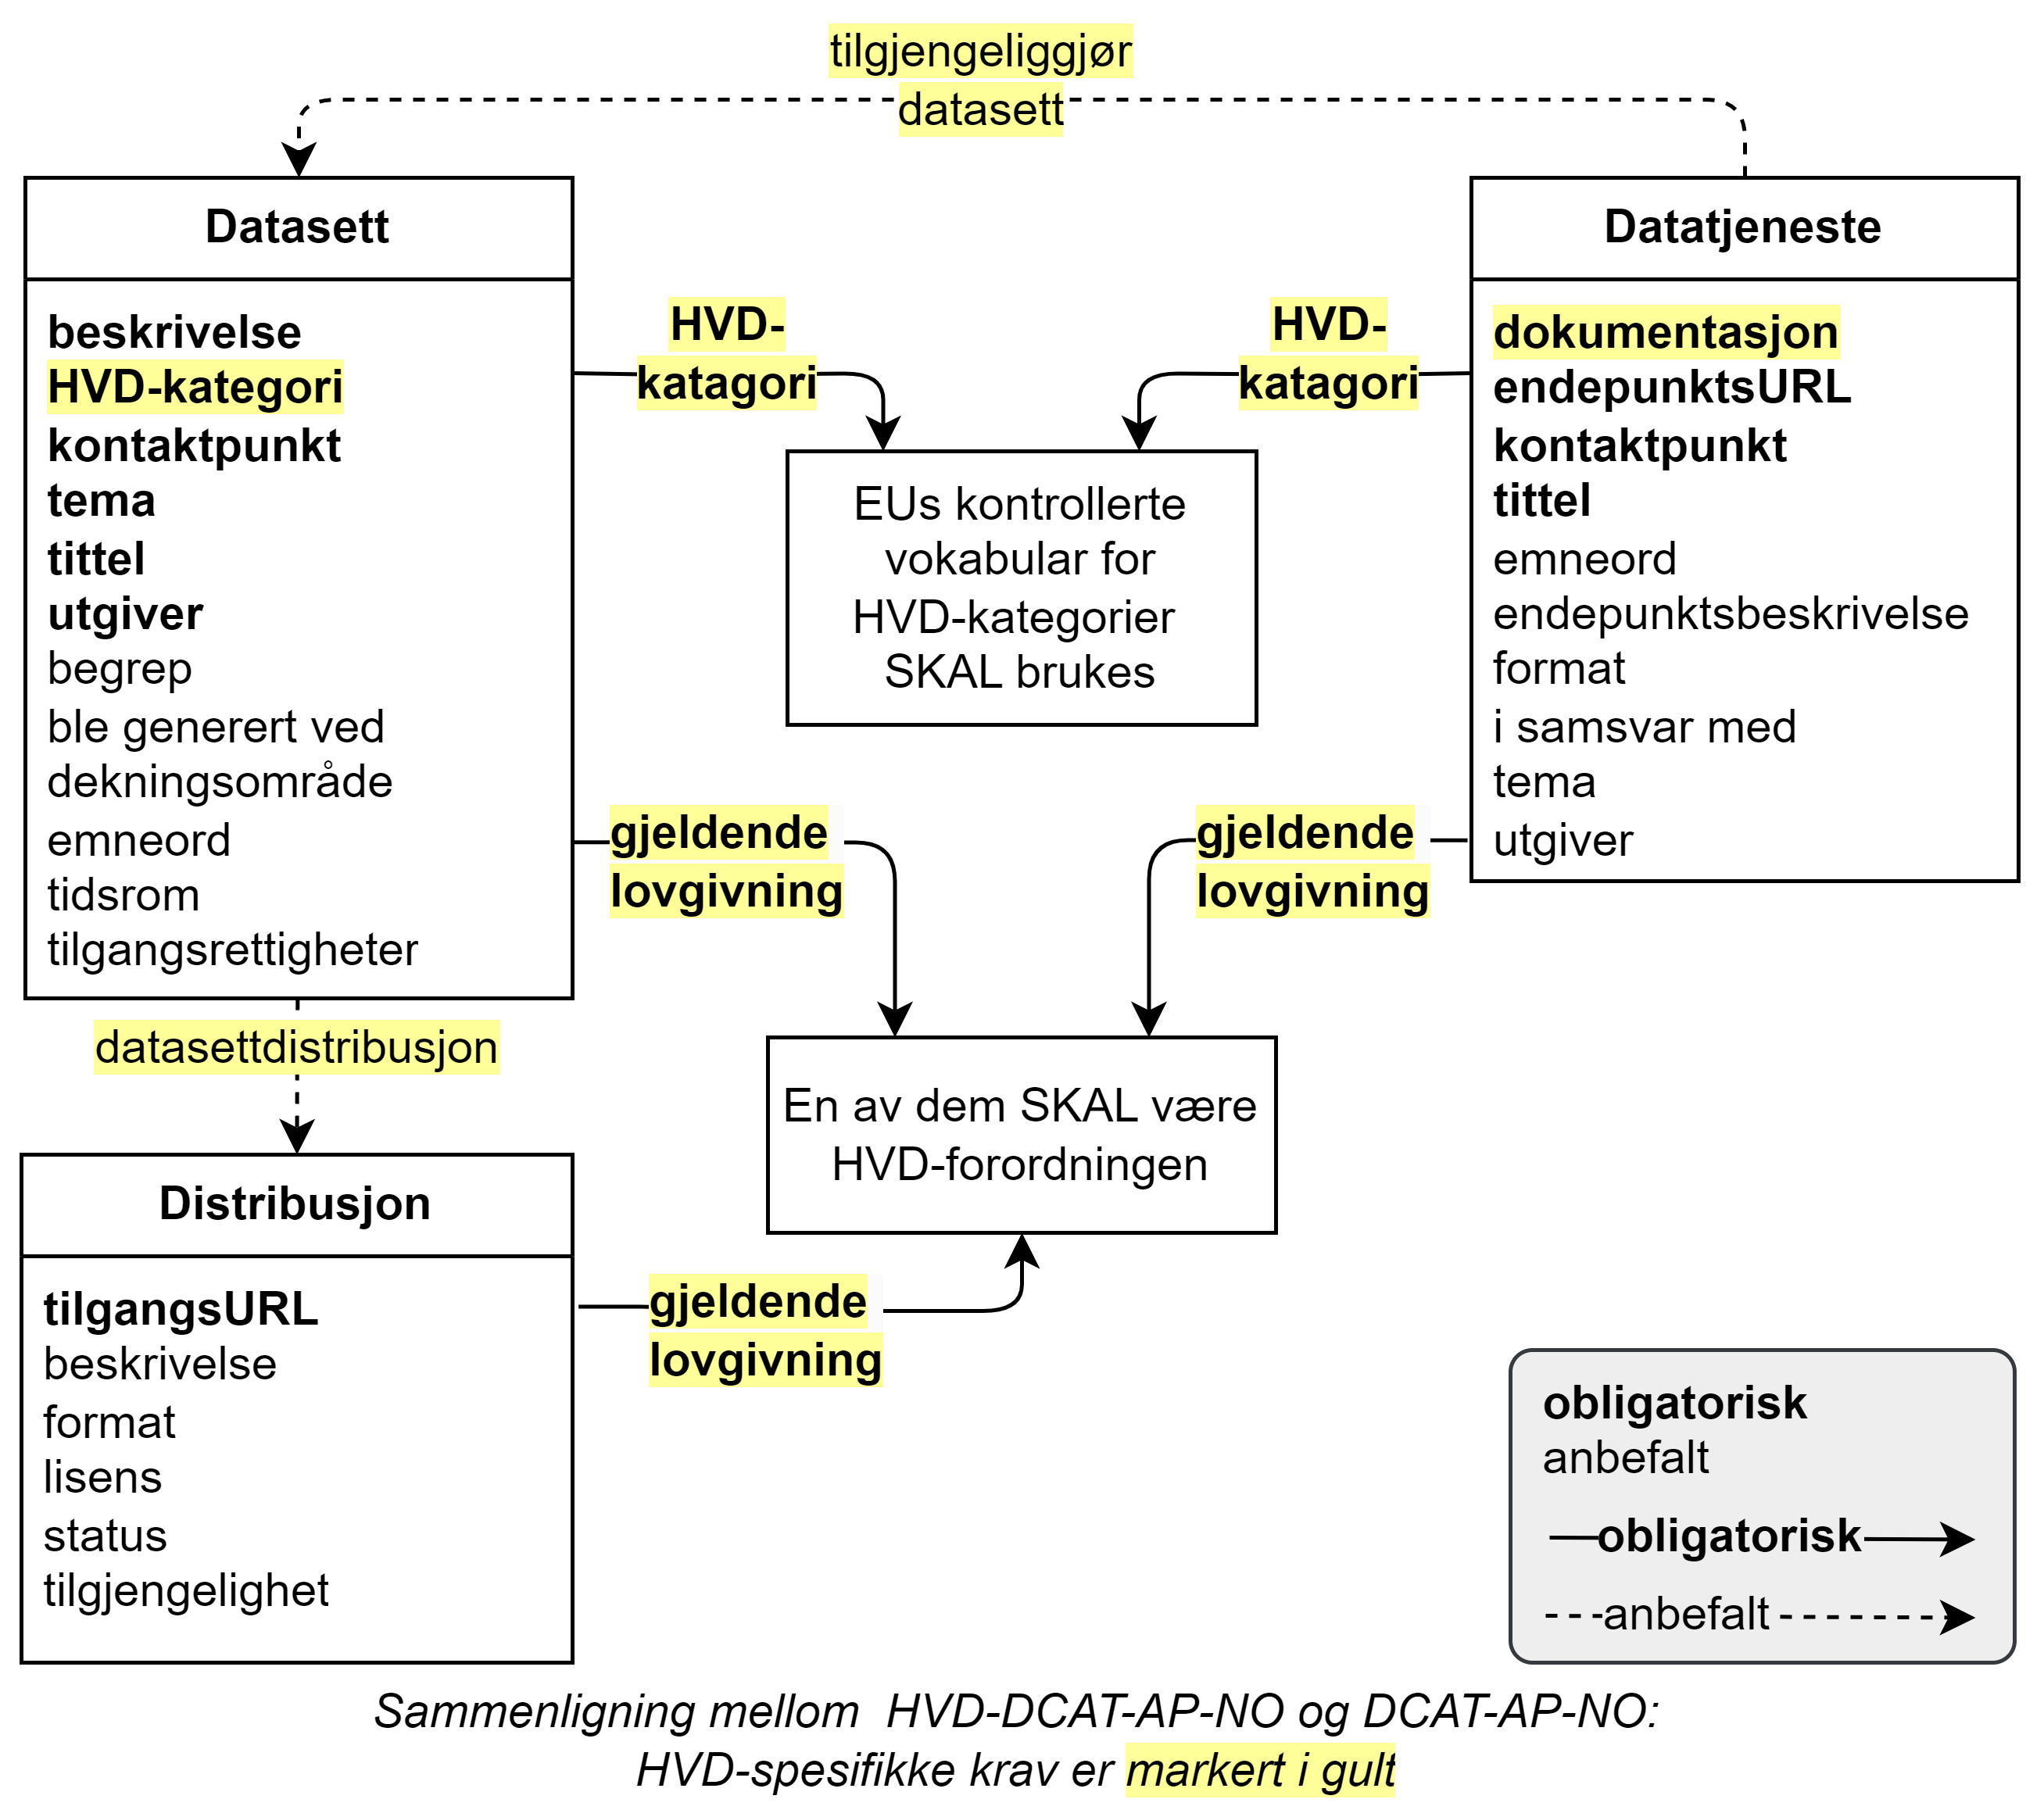 tilgjengeliggjør
datasett
Datasett
beskrivelse
HVD-kategori
kontaktpunkt
tema
tittel
utgiver
begrep
ble generert ved
dekningsområde
emneord
tidsrom
tilgangsrettigheter
HVD-
katagori
HVD-
katagori
Datatjeneste
dokumentasjon
endepunktsURL
kontaktpunkt
tittel
emneord
endepunktsbeskrivelse
format
i samsvar med
tema
utgiver
EUs kontrollerte
vokabular for
HVD-kategorier
SKAL brukes
gjeldende
lovgivning
gjeldende
lovgivning
datasettdistribusjon
En av dem SKAL være
HVD-forordningen
Distribusjon
tilgangsURL
beskrivelse
format
lisens
status
tilgjengelighet
gjeldende
lovgivning
obligatorisk
anbefalt
obligatorisk
anbefalt
Sammenligning mellom HVD-DCAT-AP-NO og DCAT-AP-NO:
HVD-spesifikke krav er markert i gult